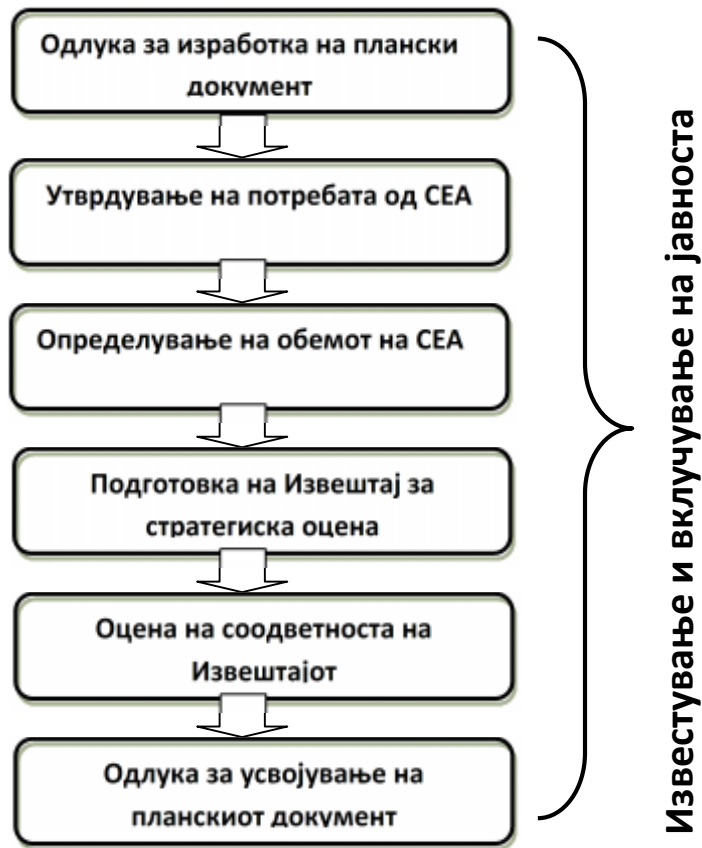 Одлука за изработка на плански
документ
Утврдување на потребата од СЕА
Определување на обемот на СЕА
Подготовка на Извештај за
стратегиска оцена
Оцена на соодветноста на
Извештајот
Одлука за усвојување на
планскиот документ
Известување и вклучување на јавноста